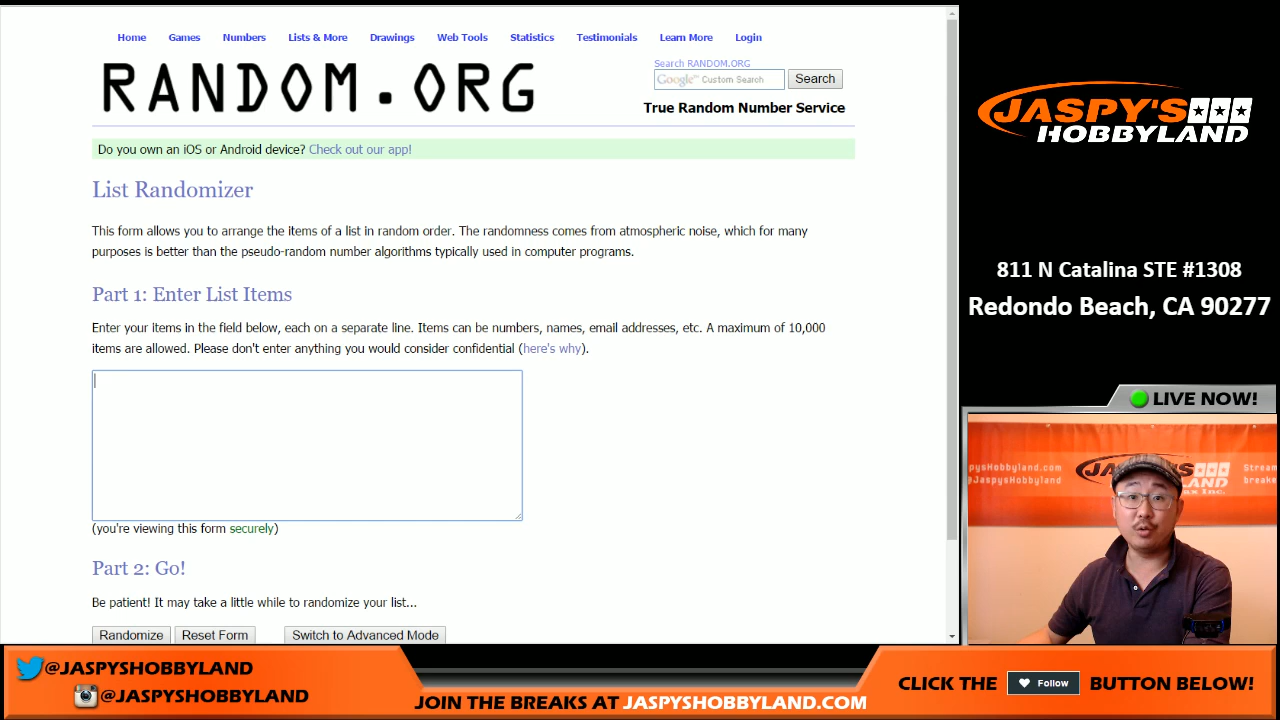 Home Games Numbers Lists & More Drawings Web Tools Statistics Testimonials Learn More Login
RANDOM.ORG
Search RANDOM.ORG
Google™ Custom Search Search
True Random Number Service
Do you own an iOS or Android device? Check out our app!
List Randomizer
This form allows you to arrange the items of a list in random order. The randomness comes from atmospheric noise, which for many
purposes is better than the pseudo-random number algorithms typically used in computer programs.
Part 1: Enter List Items
Enter your items in the field below, each on a separate line. Items can be numbers, names, email addresses, etc. A maximum of 10,000
items are allowed. Please don't enter anything you would consider confidential (here's why).
(you're viewing this form securely)
Part 2: Go!
Be patient! It may take a little while to randomize your list...
Randomize Reset Form Switch to Advanced Mode
JASPY'S
HOBBYLAND
811 N Catalina STE #1308
Redondo Beach, CA 90277
LIVE NOW!
pysHobbyland.com
@JaspysHobbyland
Inc.
@JASPYSHOBBYLAND
@JASPYSHOBBYLAND
JOIN THE BREAKS AT JASPYSHOBBYLAND.COM
CLICK THE Follow BUTTON BELOW!